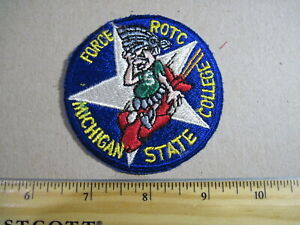 FORCE ROTC
MICHIGAN STATE COLLEGE
6 7 8 9 10
STCOTT